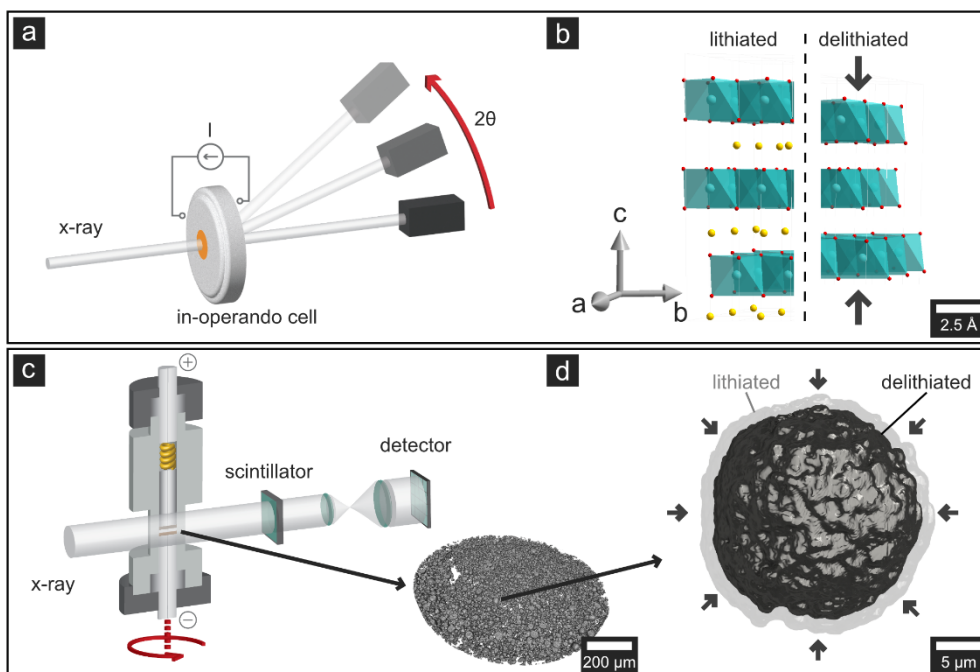 a
I
2θ
x-ray
in-operando cell
b
lithiated
delithiated
c
a
b
2.5 Å
c
+
scintillator
detector
x-ray
−
200 μm
d
lithiated
delithiated
5 μm